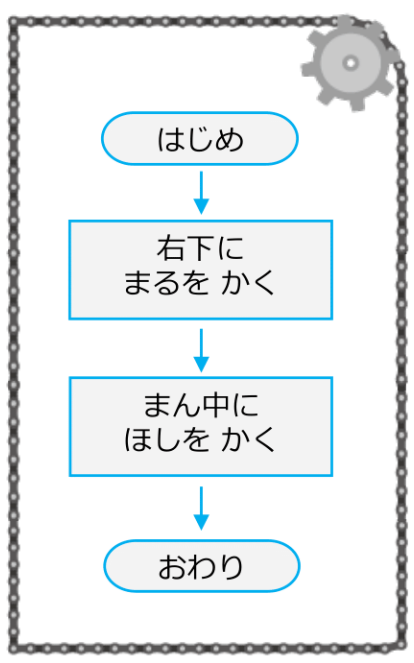 はじめ
右下に
まるを かく
まん中に
ほしを かく
おわり